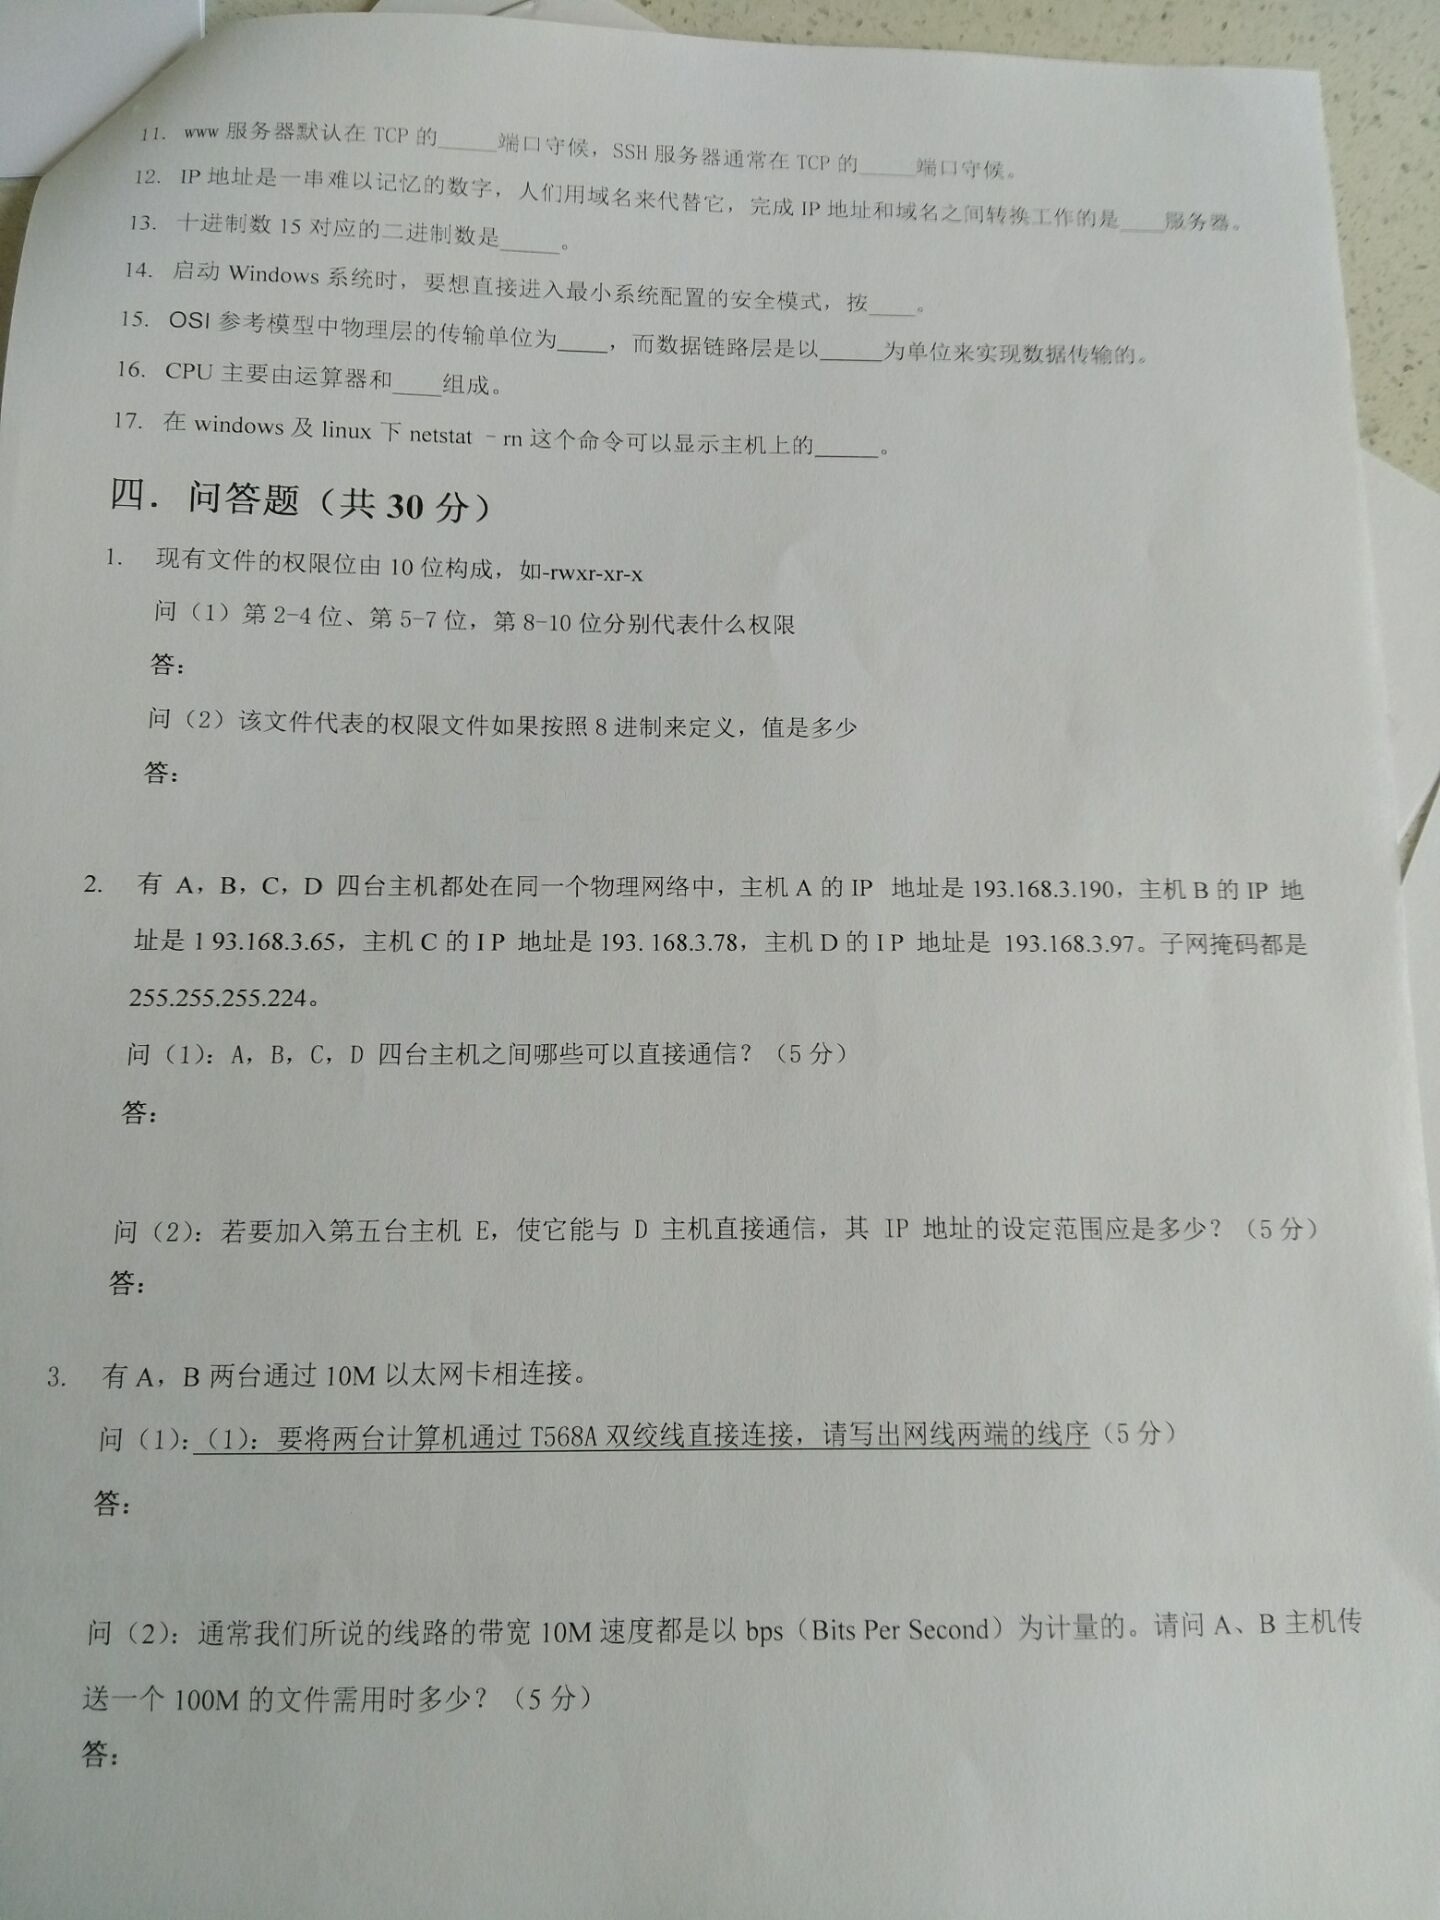 11. www 服务器默认在 TCP 的_____端口守候，SSH 服务器通常在 TCP 的_____端口守候。
12. IP 地址是一串难以记忆的数字，人们用域名来代替它，完成 IP 地址和域名之间转换工作的是____服务器。
13. 十进制数 15 对应的二进制数是_____。
14. 启动 Windows 系统时，要想直接进入最小系统配置的安全模式，按____。
15. OSI 参考模型中物理层的传输单位为____，而数据链路层是以_____为单位来实现数据传输的。
16. CPU 主要由运算器和____组成。
17. 在 windows 及 linux 下 netstat –rn 这个命令可以显示主机上的_____。
四．问答题（共 30 分）
1. 现有文件的权限位由 10 位构成，如-rwxr-xr-x
问（1）第 2-4 位、第 5-7 位，第 8-10 位分别代表什么权限
答：
问（2）该文件代表的权限文件如果按照 8 进制来定义，值是多少
答：
2. 有 A，B，C，D 四台主机都处在同一个物理网络中，主机 A 的 IP 地址是 193.168.3.190，主机 B 的 IP 地
址是 1 93.168.3.65，主机 C 的 I P 地址是 193. 168.3.78，主机 D 的 I P 地址是 193.168.3.97。子网掩码都是
255.255.255.224。
问（1）：A，B，C，D 四台主机之间哪些可以直接通信？（5 分）
答：
问（2）：若要加入第五台主机 E，使它能与 D 主机直接通信，其 IP 地址的设定范围应是多少？（5 分）
答：
3. 有 A，B 两台通过 10M 以太网卡相连接。
问（1）：（1）：要将两台计算机通过 T568A 双绞线直接连接，请写出网线两端的线序（5 分）
答：
问（2）：通常我们所说的线路的带宽 10M 速度都是以 bps（Bits Per Second）为计量的。请问 A、B 主机传
送一个 100M 的文件需用时多少？（5 分）
答：